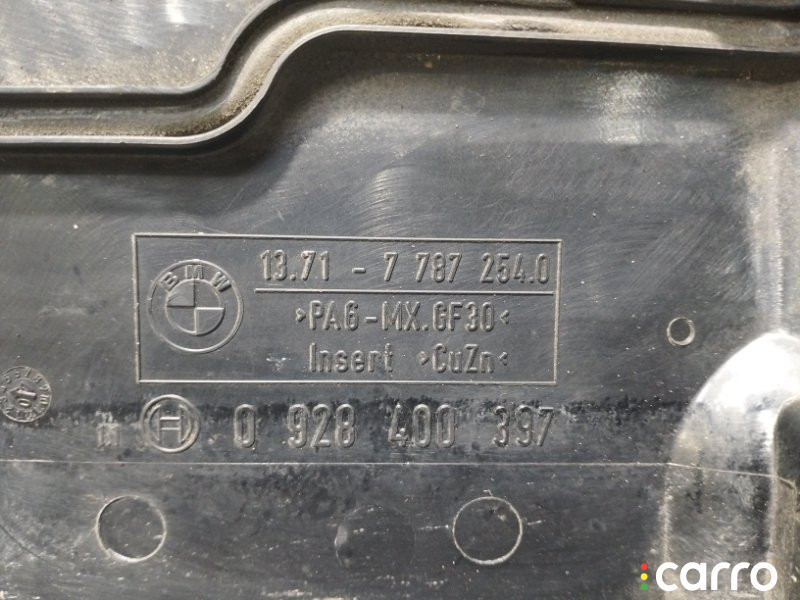 BMW
13.71 - 7 787 254.0
>PA6-MX.GF30<
Insert >CuZn<
H 0 928 400 397
carro